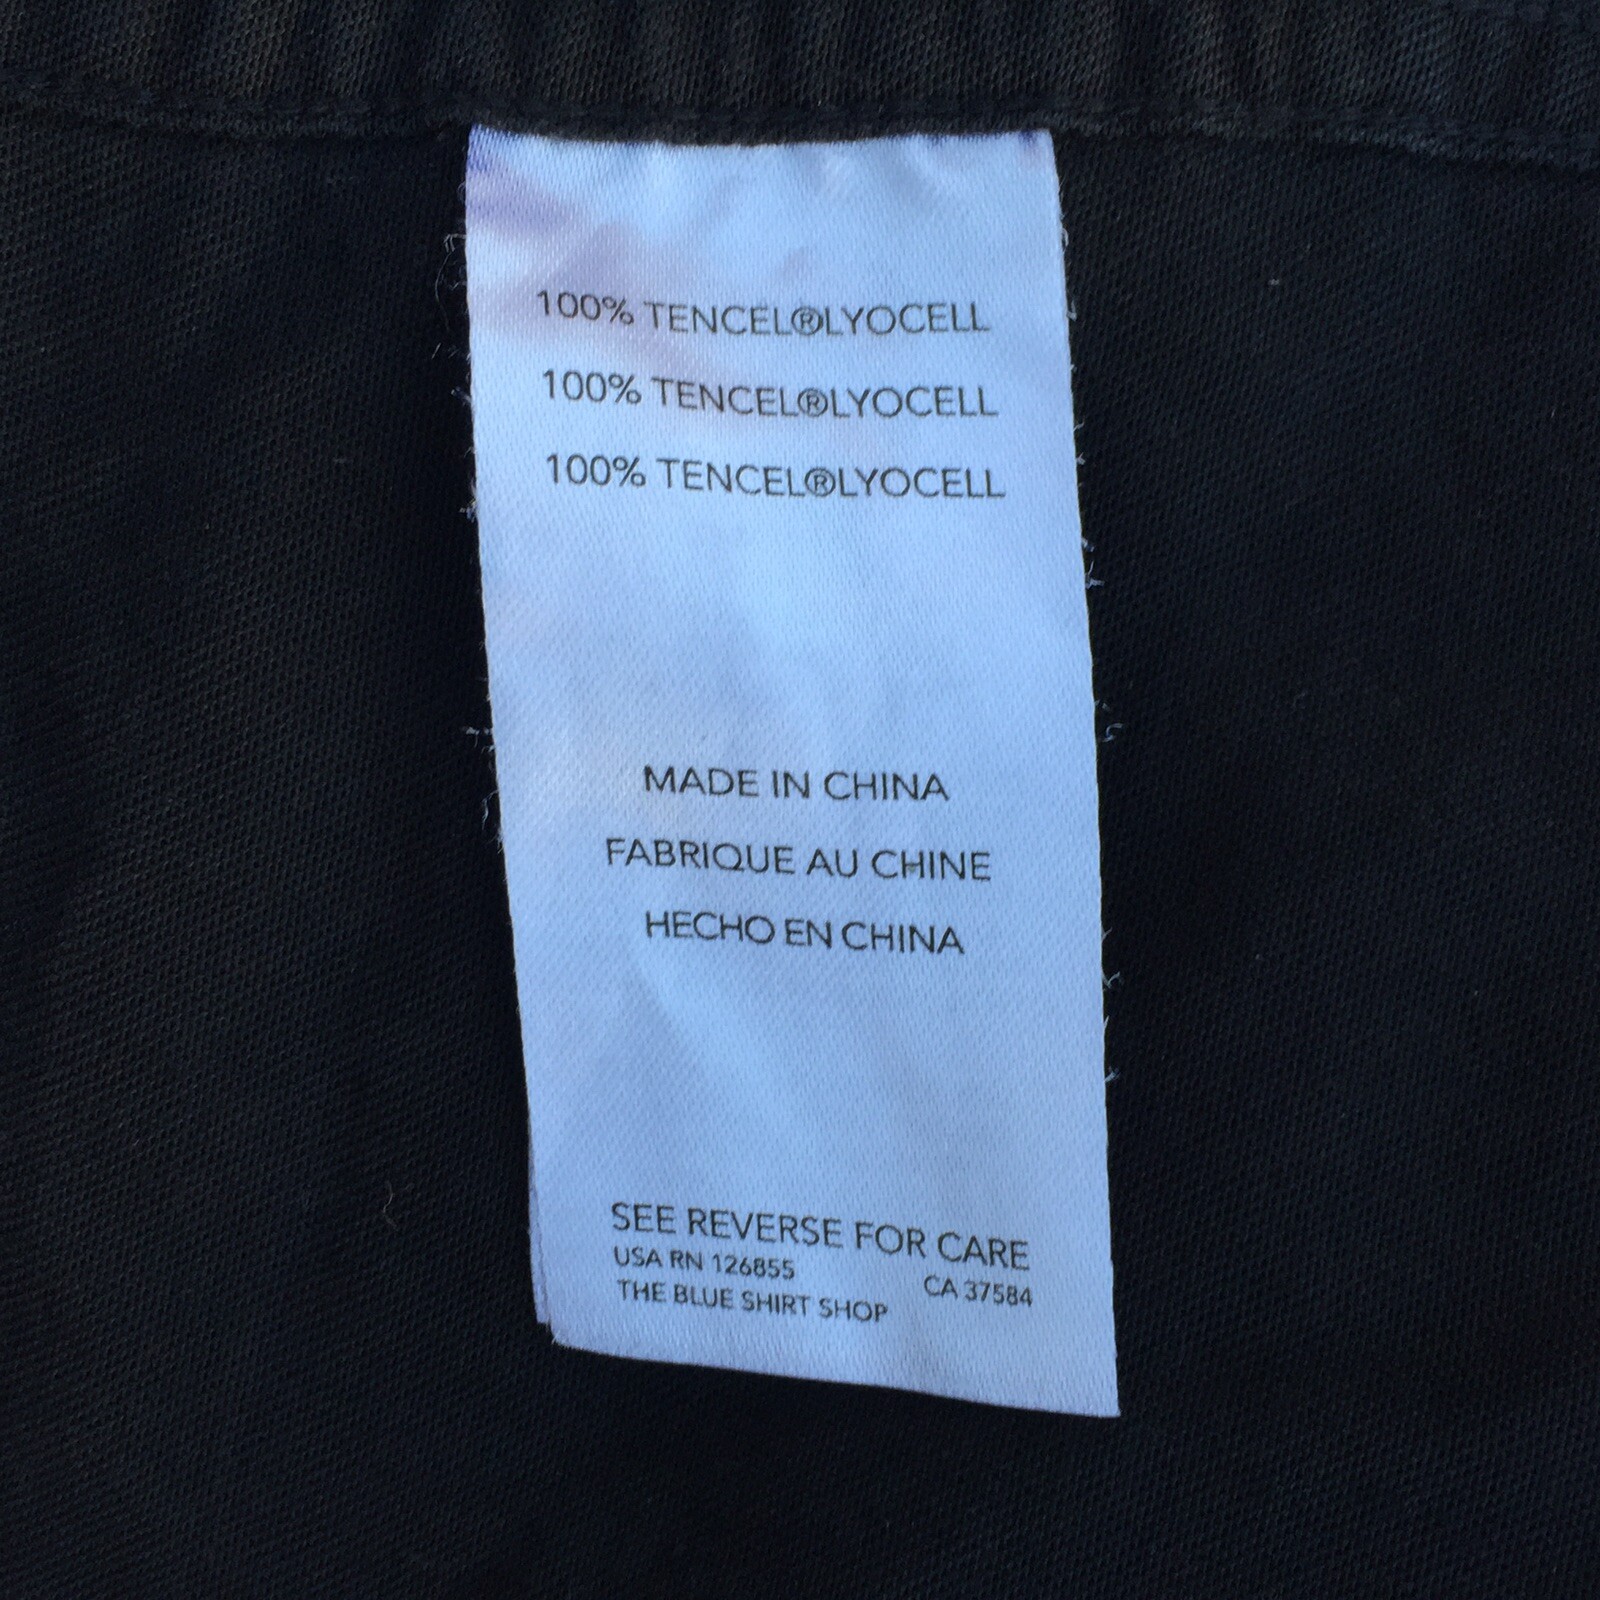 100% TENCEL®LYOCELL
100% TENCEL®LYOCELL
100% TENCEL®LYOCELL
MADE IN CHINA
FABRIQUE AU CHINE
HECHO EN CHINA
SEE REVERSE FOR CARE
USA RN 126855 CA 37584
THE BLUE SHIRT SHOP